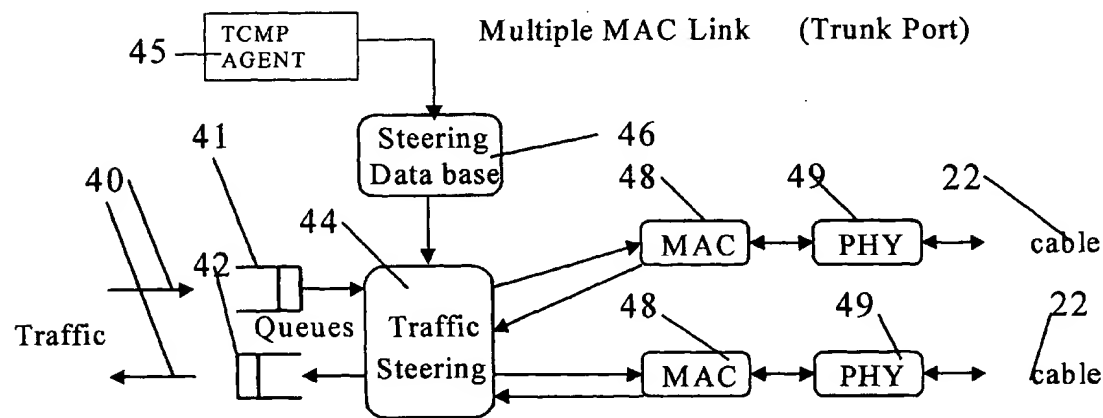 Multiple MAC Link (Trunk Port)
45
TCMP
AGENT
Steering
Data base
46
41
40
42
44
48
49
22
MAC
PHY
cable
Traffic
Queues
Traffic
Steering
48
49
22
MAC
PHY
cable